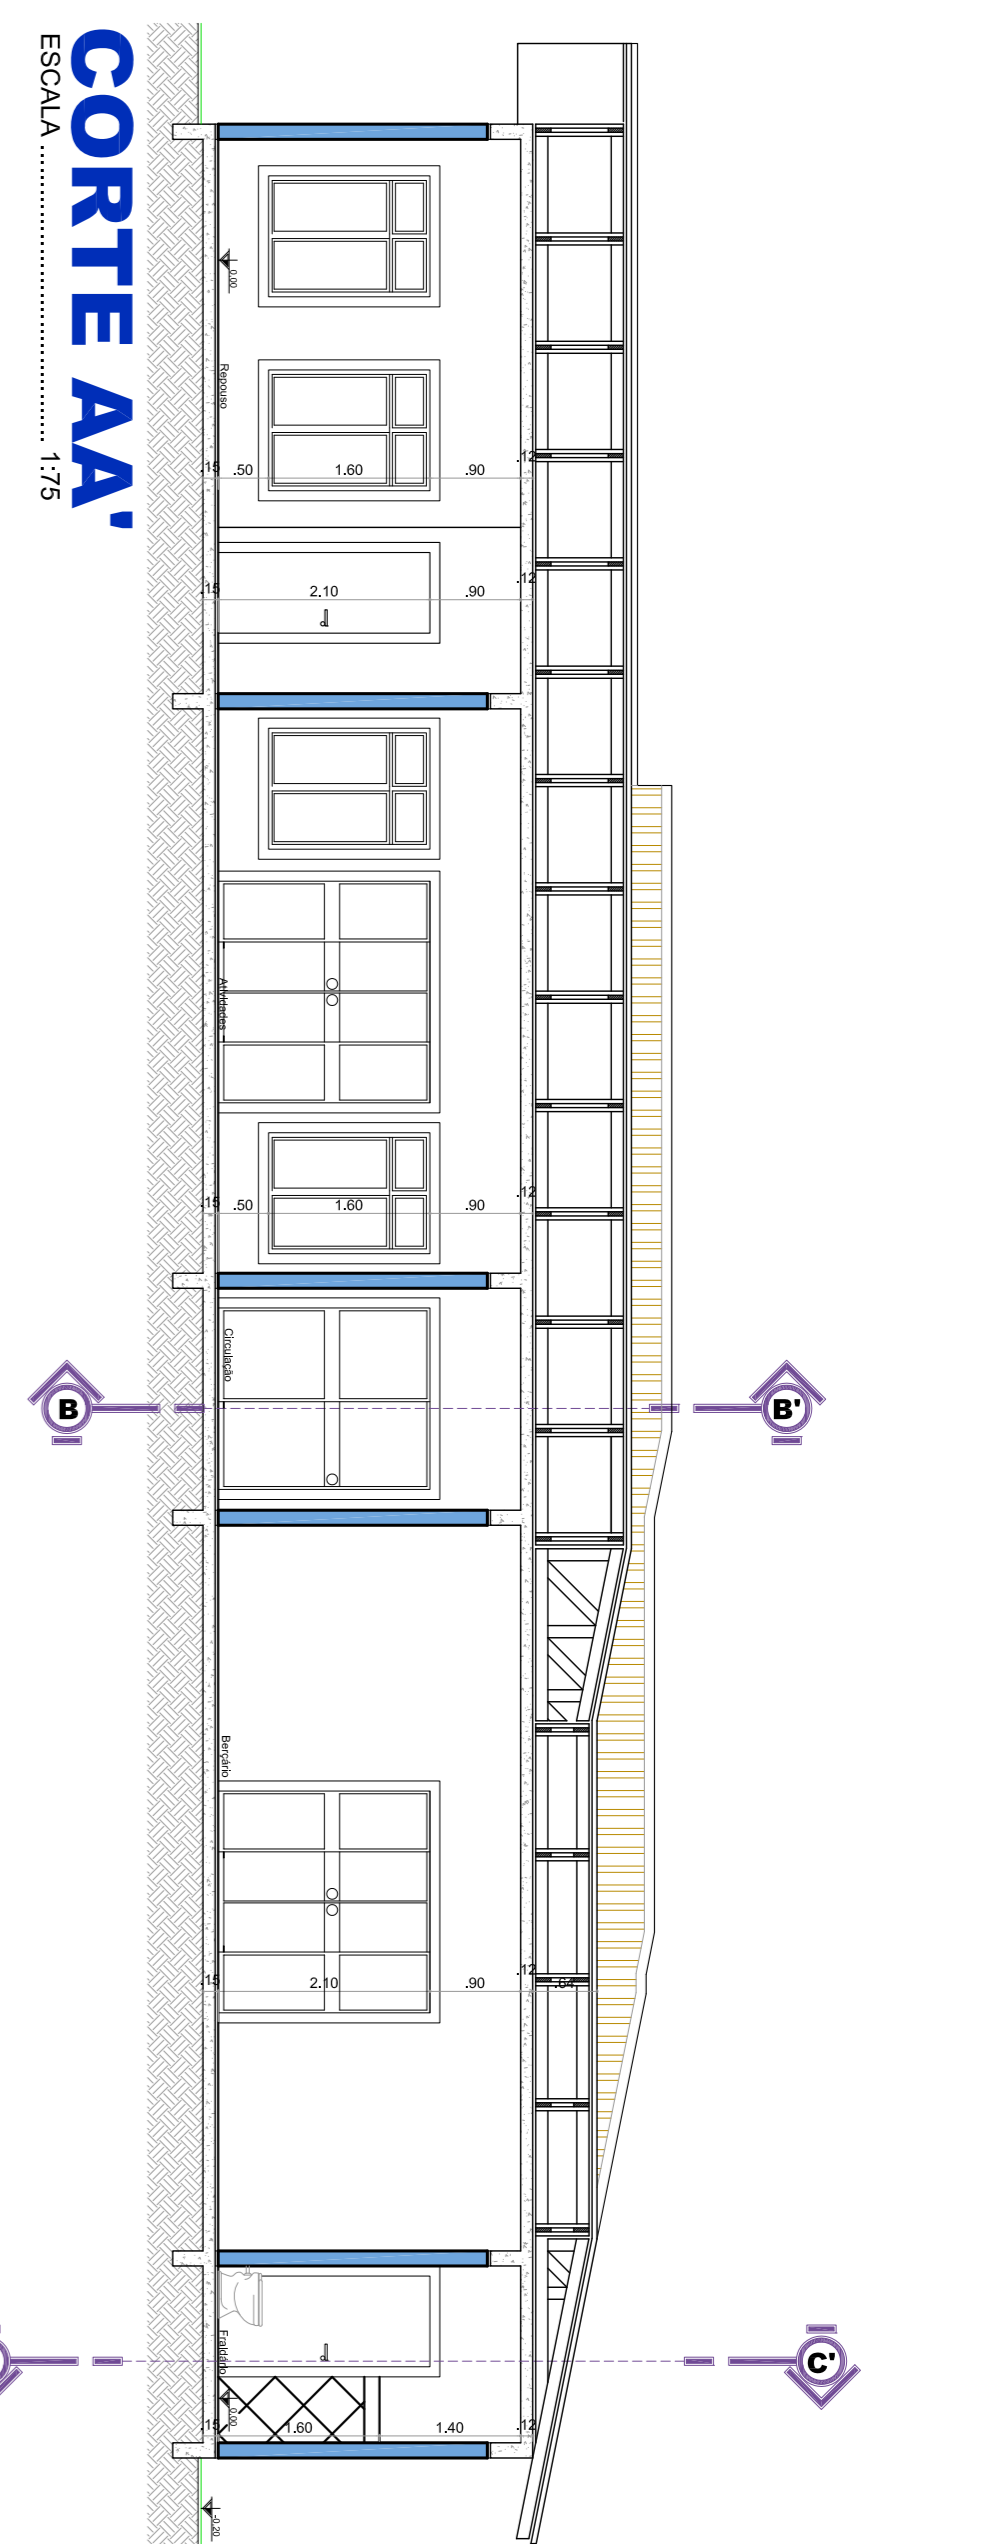 CORTE AA'
ESCALA ........................................ 1:75
0.00
Repouso
.15 .50 1.60 .90 .12
.15 2.10 .90 .12
Atividades
.15 .50 1.60 .90 .12
Circulação
B B'
Berçário
.15 2.10 .90 .12 .64
Fraldário
C'
0.00
.15 1.60 1.40 .12
-0.20